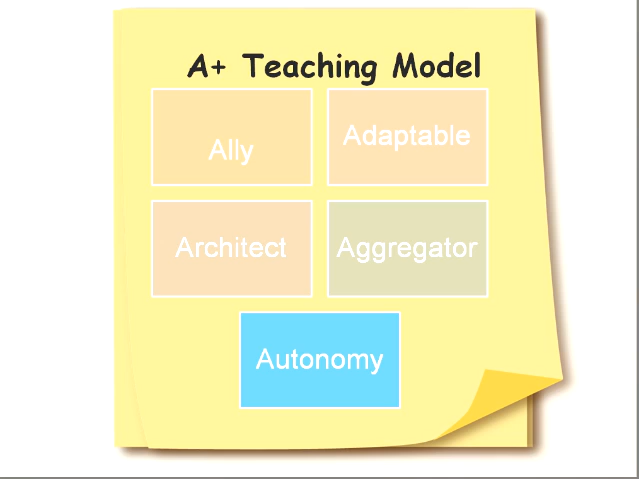 A+ Teaching Model
Ally
Adaptable
Architect
Aggregator
Autonomy